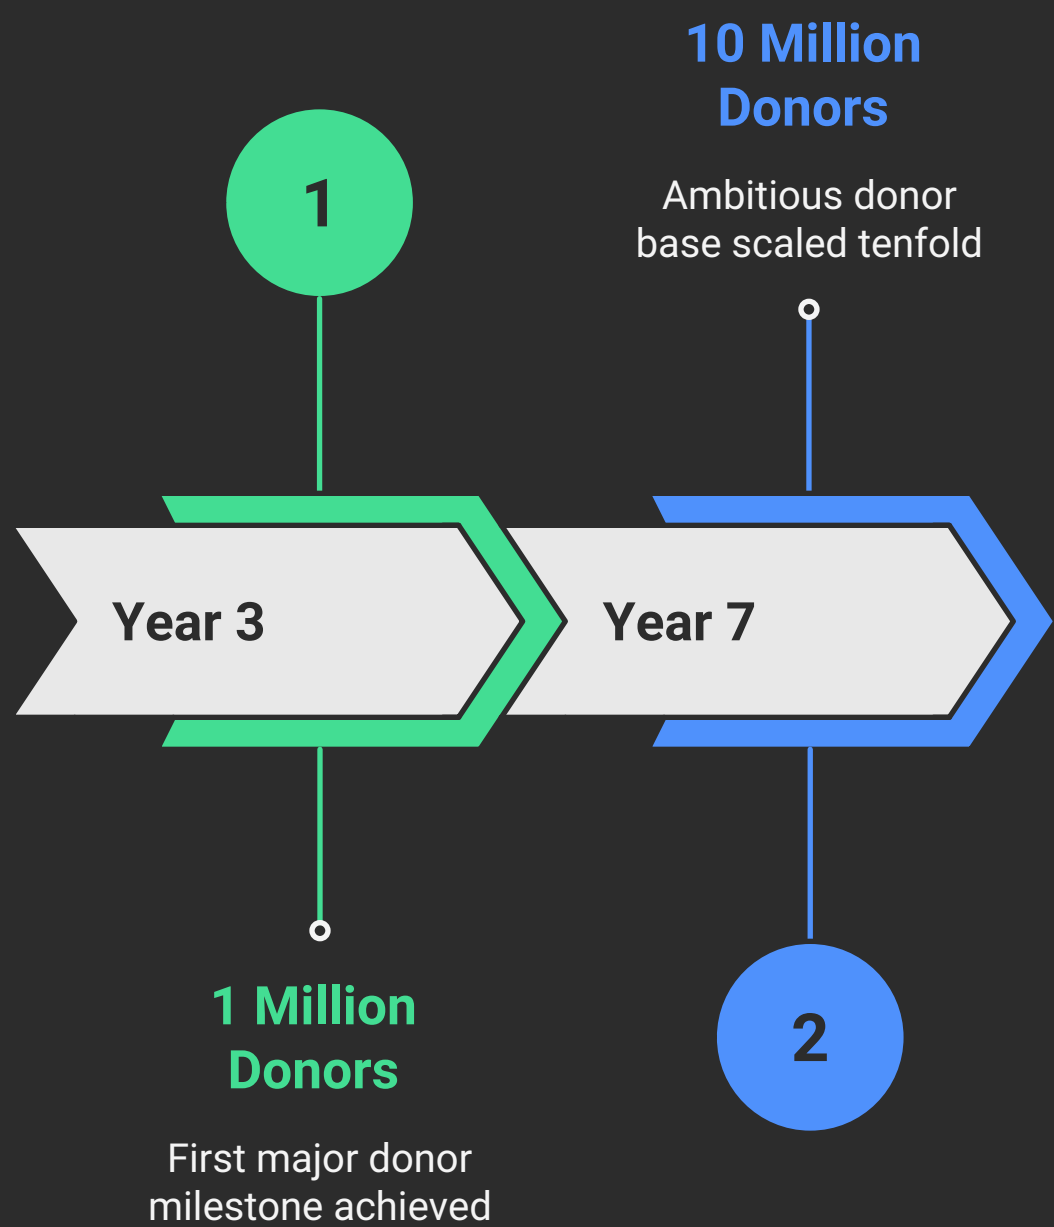 1
Year 3
1 Million
Donors
First major donor
milestone achieved
10 Million
Donors
Ambitious donor
base scaled tenfold
Year 7
2